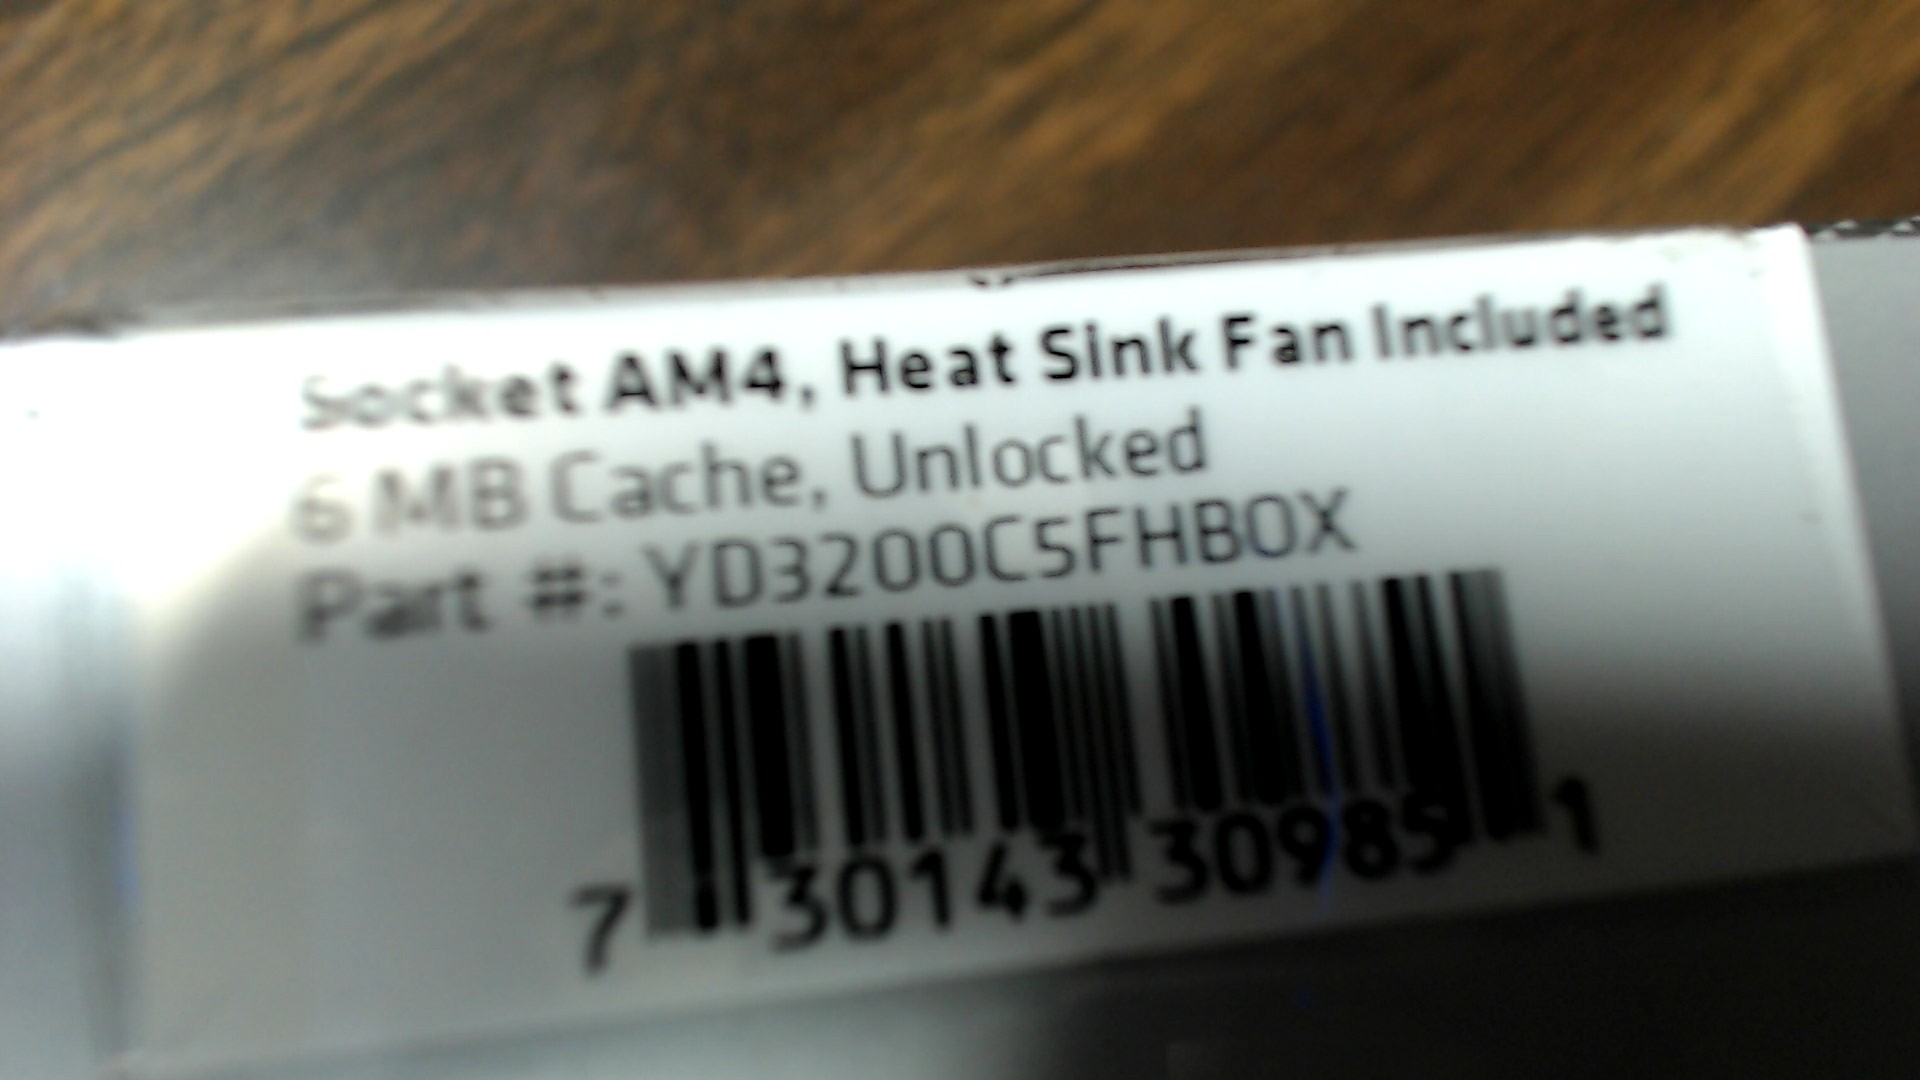 Socket AM4, Heat Sink Fan Included
6 MB Cache, Unlocked
Part #: YD3200C5FHBOX
7 30143 30985 1